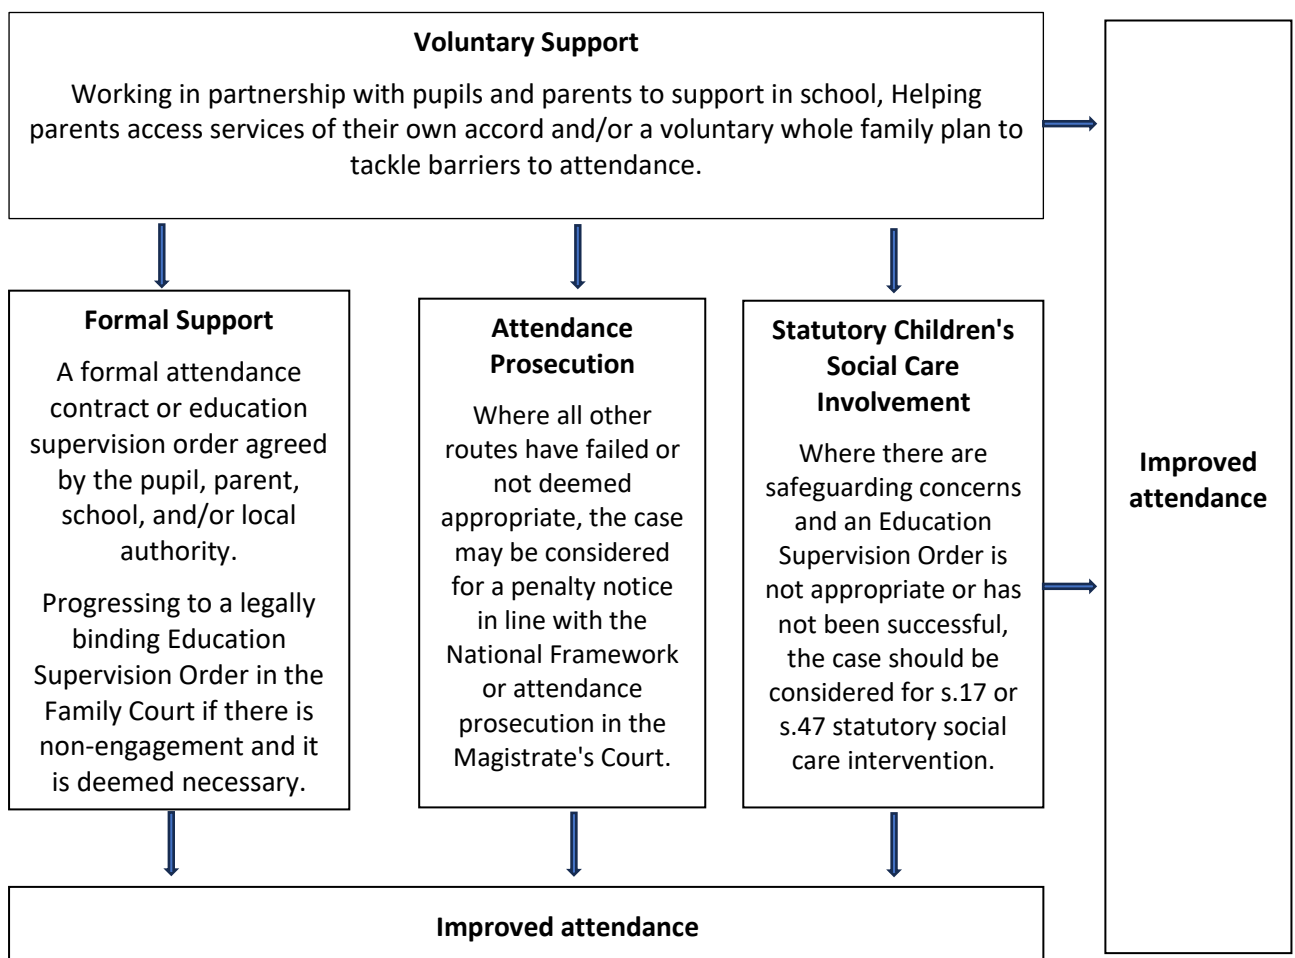 Voluntary Support
Working in partnership with pupils and parents to support in school, Helping
parents access services of their own accord and/or a voluntary whole family plan to
tackle barriers to attendance.
Formal Support
A formal attendance
contract or education
supervision order agreed
by the pupil, parent,
school, and/or local
authority.
Progressing to a legally
binding Education
Supervision Order in the
Family Court if there is
non-engagement and it
is deemed necessary.
Attendance
Prosecution
Where all other
routes have failed or
not deemed
appropriate, the case
may be considered
for a penalty notice
in line with the
National Framework
or attendance
prosecution in the
Magistrate's Court.
Statutory Children's
Social Care
Involvement
Where there are
safeguarding concerns
and an Education
Supervision Order is
not appropriate or has
not been successful,
the case should be
considered for s.17 or
s.47 statutory social
care intervention.
Improved
attendance
Improved attendance